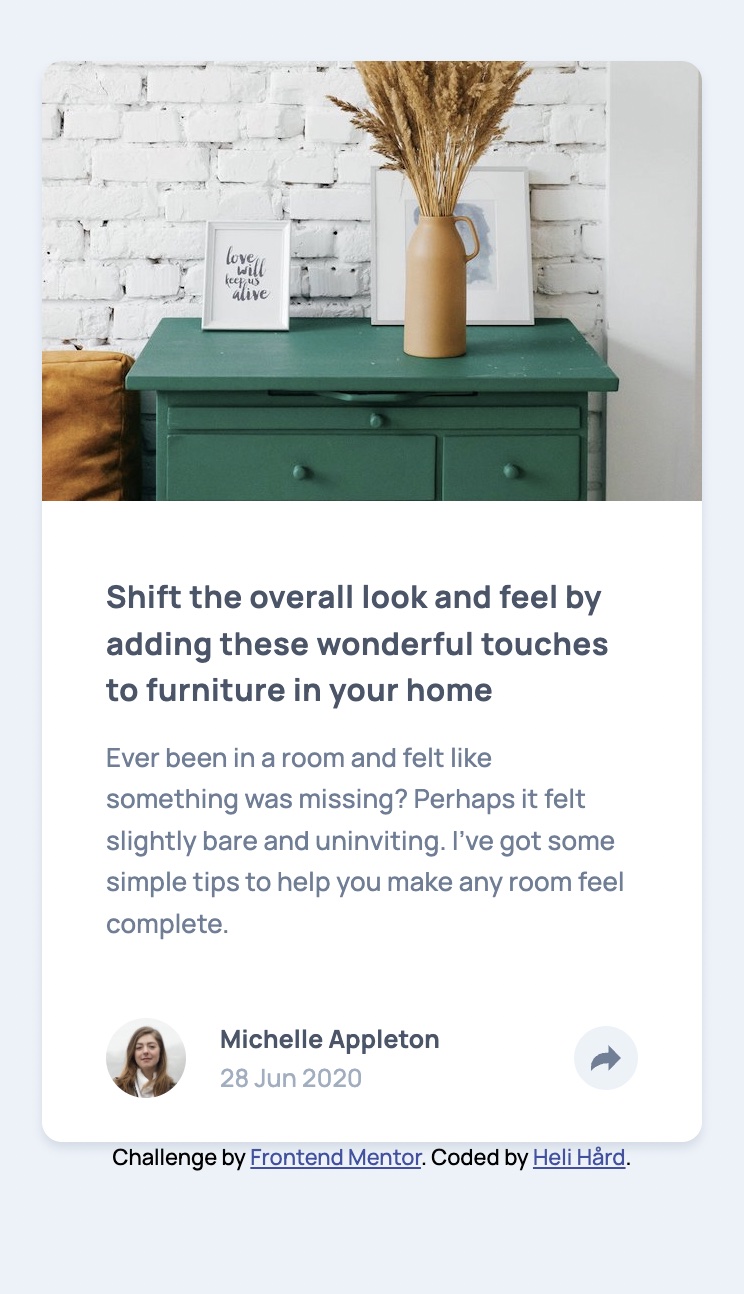 love
will
keep us
alive
Shift the overall look and feel by
adding these wonderful touches
to furniture in your home
Ever been in a room and felt like
something was missing? Perhaps it felt
slightly bare and uninviting. I’ve got some
simple tips to help you make any room feel
complete.
Michelle Appleton
28 Jun 2020
Challenge by Frontend Mentor. Coded by Heli Hård.